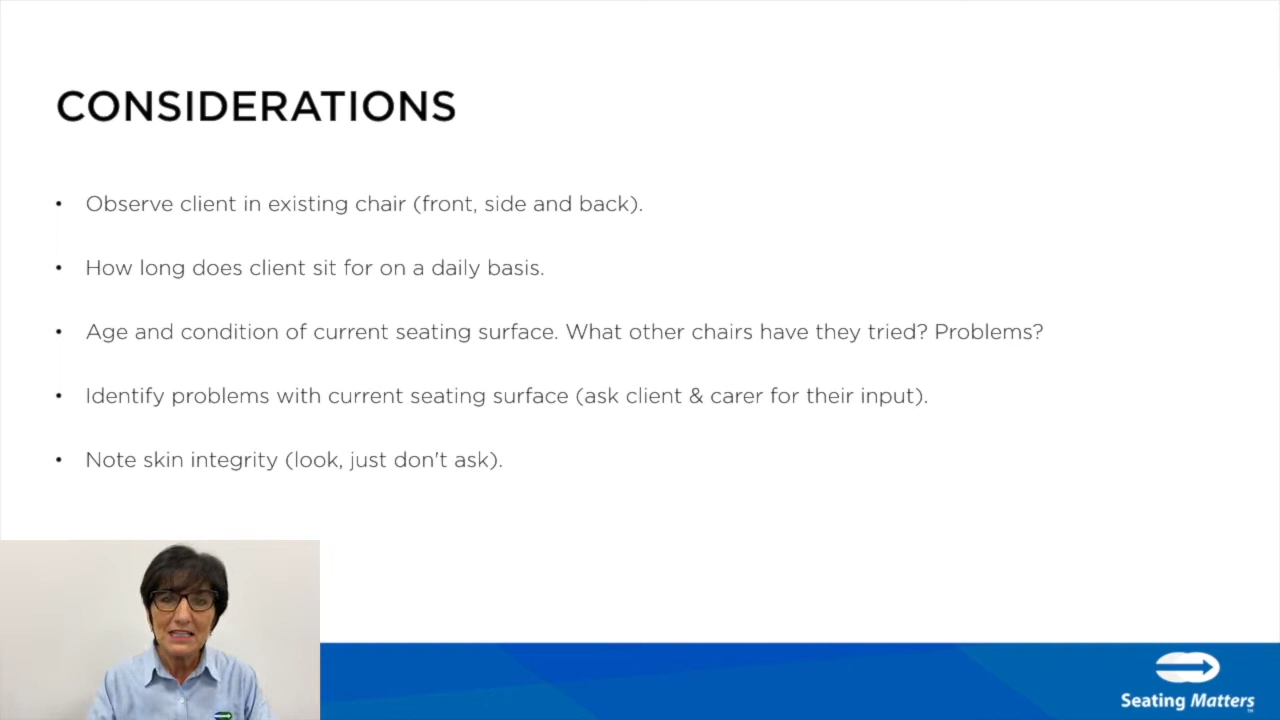 CONSIDERATIONS
• Observe client in existing chair (front, side and back).
• How long does client sit for on a daily basis.
• Age and condition of current seating surface. What other chairs have they tried? Problems?
• Identify problems with current seating surface (ask client & carer for their input).
• Note skin integrity (look, just don't ask).
Seating Matters™